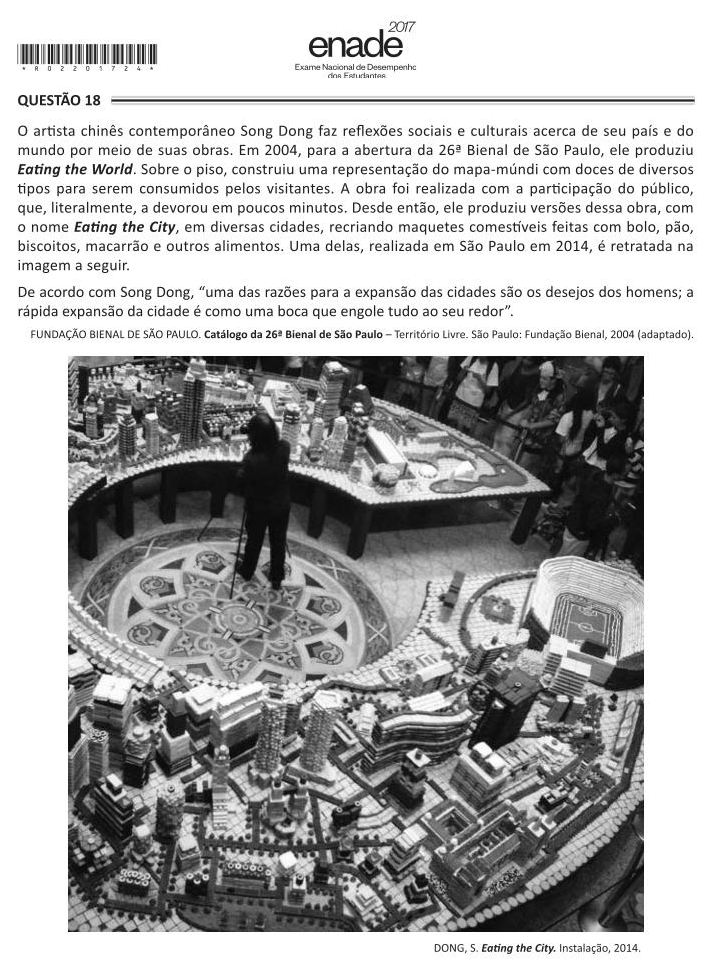 2017
enade
Exame Nacional de Desempenho
dos Estudantes
*R0220172 4*
QUESTÃO 18
O artista chinês contemporâneo Song Dong faz reflexões sociais e culturais acerca de seu país e do
mundo por meio de suas obras. Em 2004, para a abertura da 26ª Bienal de São Paulo, ele produziu
Eating the World. Sobre o piso, construiu uma representação do mapa-múndi com doces de diversos
tipos para serem consumidos pelos visitantes. A obra foi realizada com a participação do público,
que, literalmente, a devorou em poucos minutos. Desde então, ele produziu versões dessa obra, com
o nome Eating the City, em diversas cidades, recriando maquetes comestíveis feitas com bolo, pão,
biscoitos, macarrão e outros alimentos. Uma delas, realizada em São Paulo em 2014, é retratada na
imagem a seguir.
De acordo com Song Dong, “uma das razões para a expansão das cidades são os desejos dos homens; a
rápida expansão da cidade é como uma boca que engole tudo ao seu redor”.
FUNDAÇÃO BIENAL DE SÃO PAULO. Catálogo da 26ª Bienal de São Paulo – Território Livre. São Paulo: Fundação Bienal, 2004 (adaptado).
DONG, S. Eating the City. Instalação, 2014.